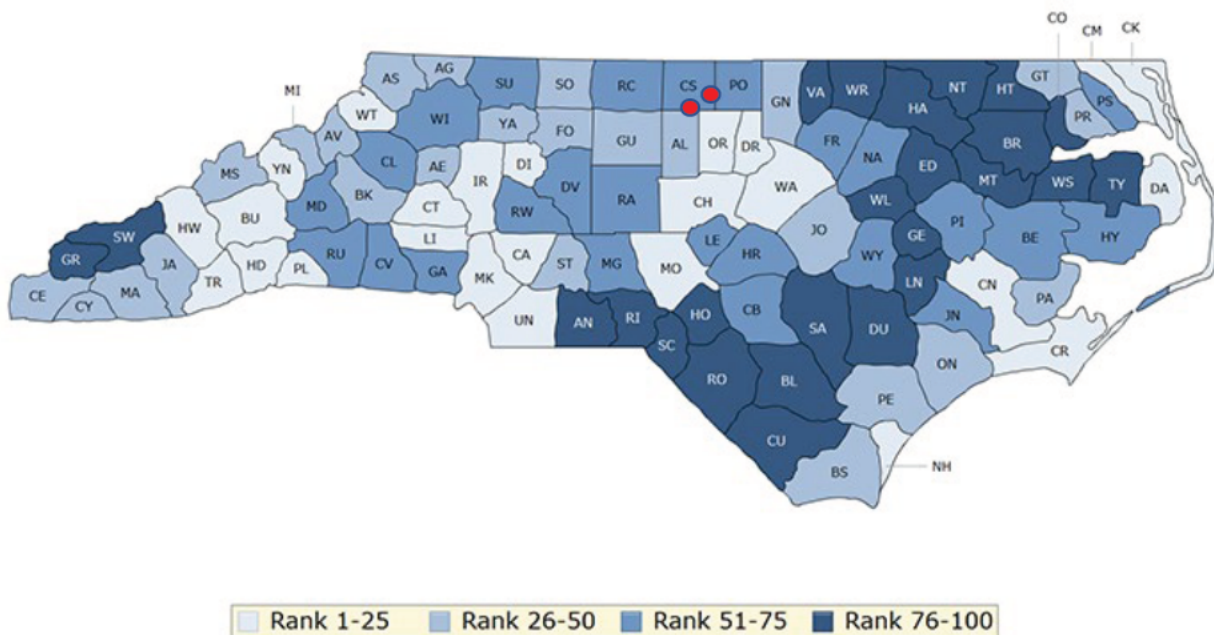 CO
CM
CK
MI
AS
AG
SU
SO
RC
CS
PO
GN
VA
WR
HA
NT
HT
GT
PR
PS
WT
WI
YA
FO
GU
AL
OR
DR
FR
NA
BR
AV
CL
AE
DI
MS
YN
IR
DV
RA
WA
ED
MT
WS
TY
DA
MD
BK
CT
CH
WL
HW
BU
RW
LI
JO
PI
BE
HY
SW
GR
JA
RU
CV
GA
CA
ST
MG
MO
LE
HR
WY
GE
LN
TR
HD
PL
MK
CN
PA
CE
CY
MA
UN
AN
RI
SC
HO
CB
SA
DU
JN
CR
ON
RO
BL
PE
CU
BS
NH
Rank 1-25 Rank 26-50 Rank 51-75 Rank 76-100